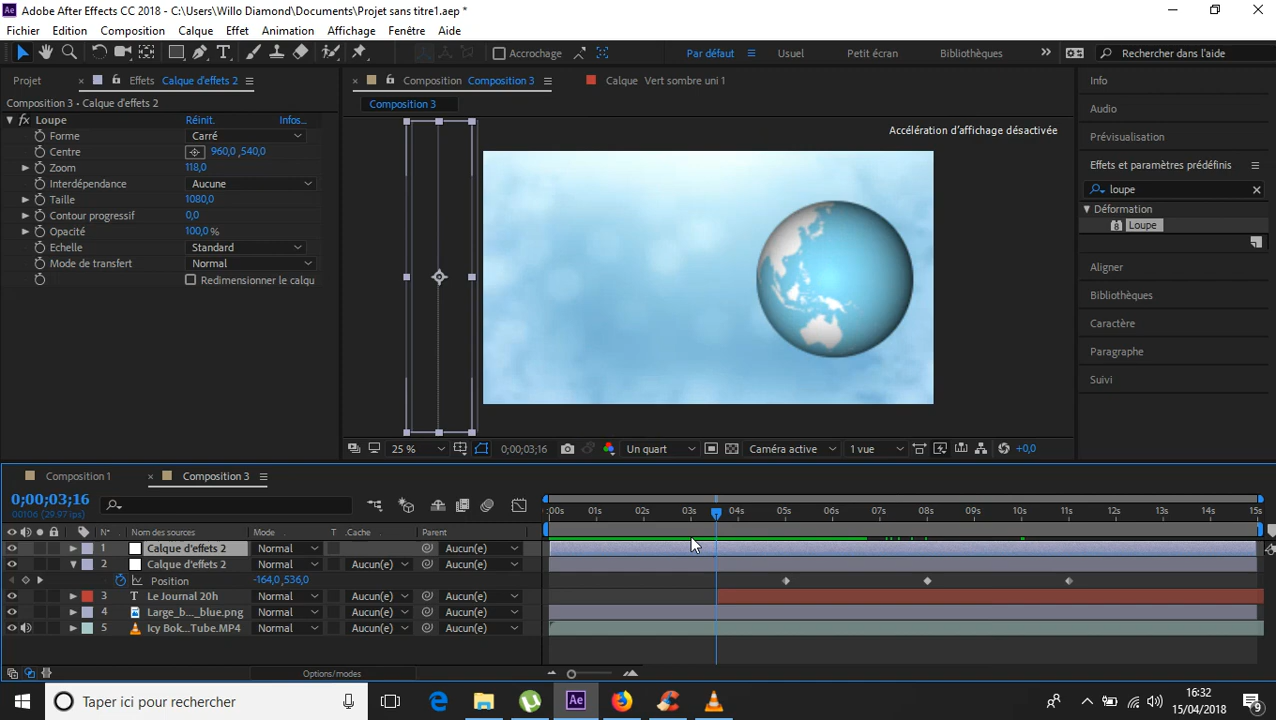 Adobe After Effects CC 2018 - C:\Users\Willo Diamond\Documents\Projet sans titre1.aep *
Fichier Edition Composition Calque Effet Animation Affichage Fenêtre Aide
Accrochage Par défaut Usuel Petit écran Bibliothèques Rechercher dans l'aide
Projet Effets Calque d'effets 2 Composition Composition 3 Calque Vert sombre uni 1 Info
Composition 3 • Calque d'effets 2 Composition 3 Audio
fx Loupe Réinit. Infos... Accélération d'affichage désactivée
Forme Carré Prévisualisation
Centre 960,0 ,540,0
Zoom 118,0 Effets et paramètres prédéfinis
Interdépendance Aucune loupe
Taille 1080,0 Déformation
Contour progressif 0,0 8 Loupe
Opacité 100,0 %
Echelle Standard
Mode de transfert Normal Aligner
Redimensionner le calqu Bibliothèques
Caractère
Paragraphe
Suivi
25 % 0;00;03;16 Un quart Caméra active 1 vue +0,0
Composition 1 Composition 3
0;00;03;16
00106 (29.97 i/s)
:00s 01s 02s 03s 04s 05s 06s 07s 08s 09s 10s 11s 12s 13s 14s 15s
N° Nom des sources Mode T .Cache Parent
1 Calque d'effets 2 Normal Aucun(e)
2 Calque d'effets 2 Normal Aucun(e) Aucun(e)
Position -164,0,536,0
3 T Le Journal 20h Normal Aucun(e) Aucun(e)
4 Large_b..._blue.png Normal Aucun(e) Aucun(e)
5 Icy Bok...Tube.MP4 Normal Aucun(e) Aucun(e)
Options/modes
Taper ici pour rechercher Ae 16:32
15/04/2018 9